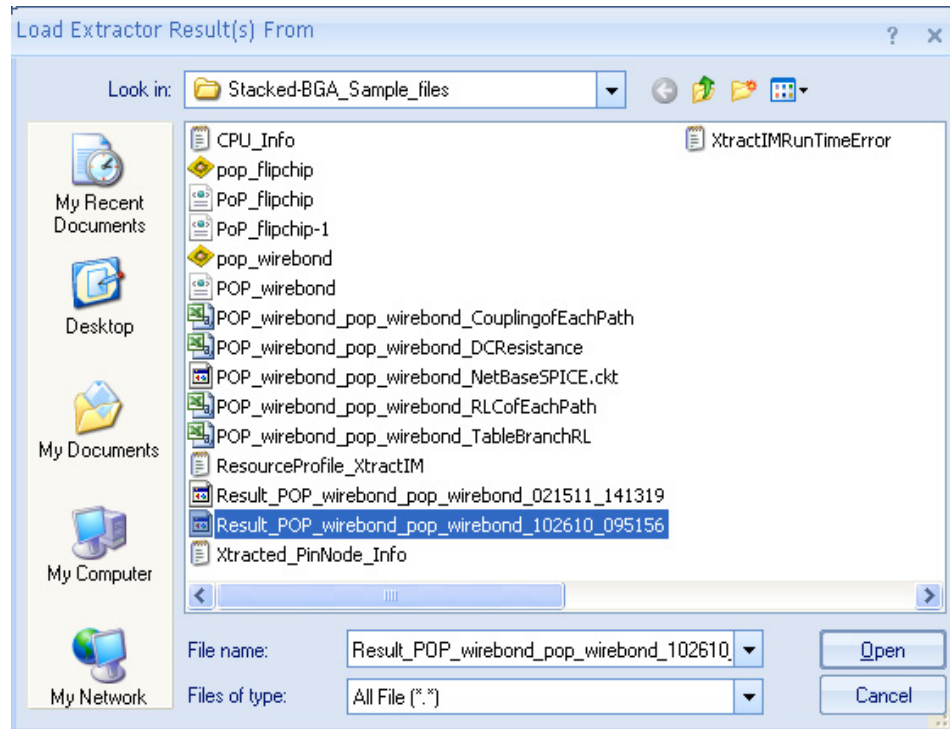 Load Extractor Result(s) From
Look in: Stacked-BGA_Sample_files
My Recent
Documents
Desktop
My Documents
My Computer
My Network
CPU_Info
pop_flipchip
PoP_flipchip
PoP_flipchip-1
pop_wirebond
POP_wirebond
POP_wirebond_pop_wirebond_CouplingofEachPath
POP_wirebond_pop_wirebond_DCResistance
POP_wirebond_pop_wirebond_NetBaseSPICE.ckt
POP_wirebond_pop_wirebond_RLCofEachPath
POP_wirebond_pop_wirebond_TableBranchRL
ResourceProfile_XtractIM
Result_POP_wirebond_pop_wirebond_021511_141319
Result_POP_wirebond_pop_wirebond_102610_095156
Xtracted_PinNode_Info
XtractIMRunTimeError
File name: Result_POP_wirebond_pop_wirebond_102610_ Open
Files of type: All File (*.*) Cancel